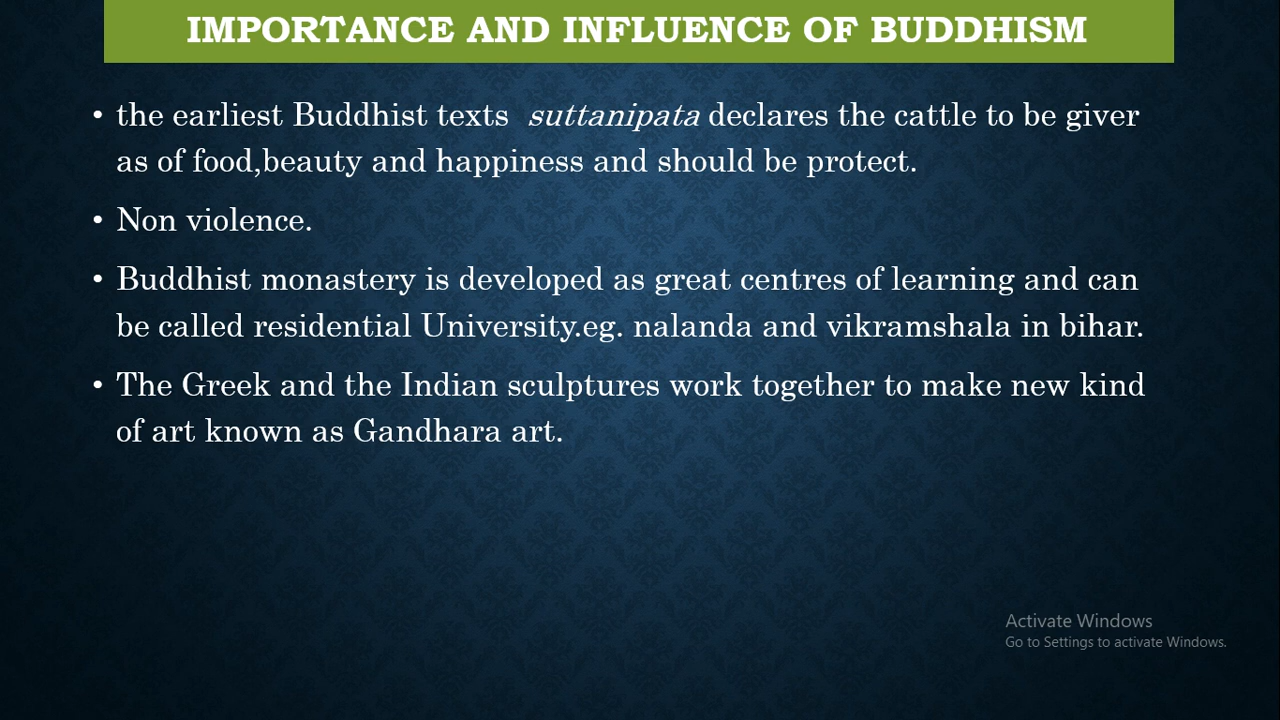 IMPORTANCE AND INFLUENCE OF BUDDHISM
• the earliest Buddhist texts suttanipata declares the cattle to be giver
as of food,beauty and happiness and should be protect.
• Non violence.
• Buddhist monastery is developed as great centres of learning and can
be called residential University.eg. nalanda and vikramshala in bihar.
• The Greek and the Indian sculptures work together to make new kind
of art known as Gandhara art.
Activate Windows
Go to Settings to activate Windows.